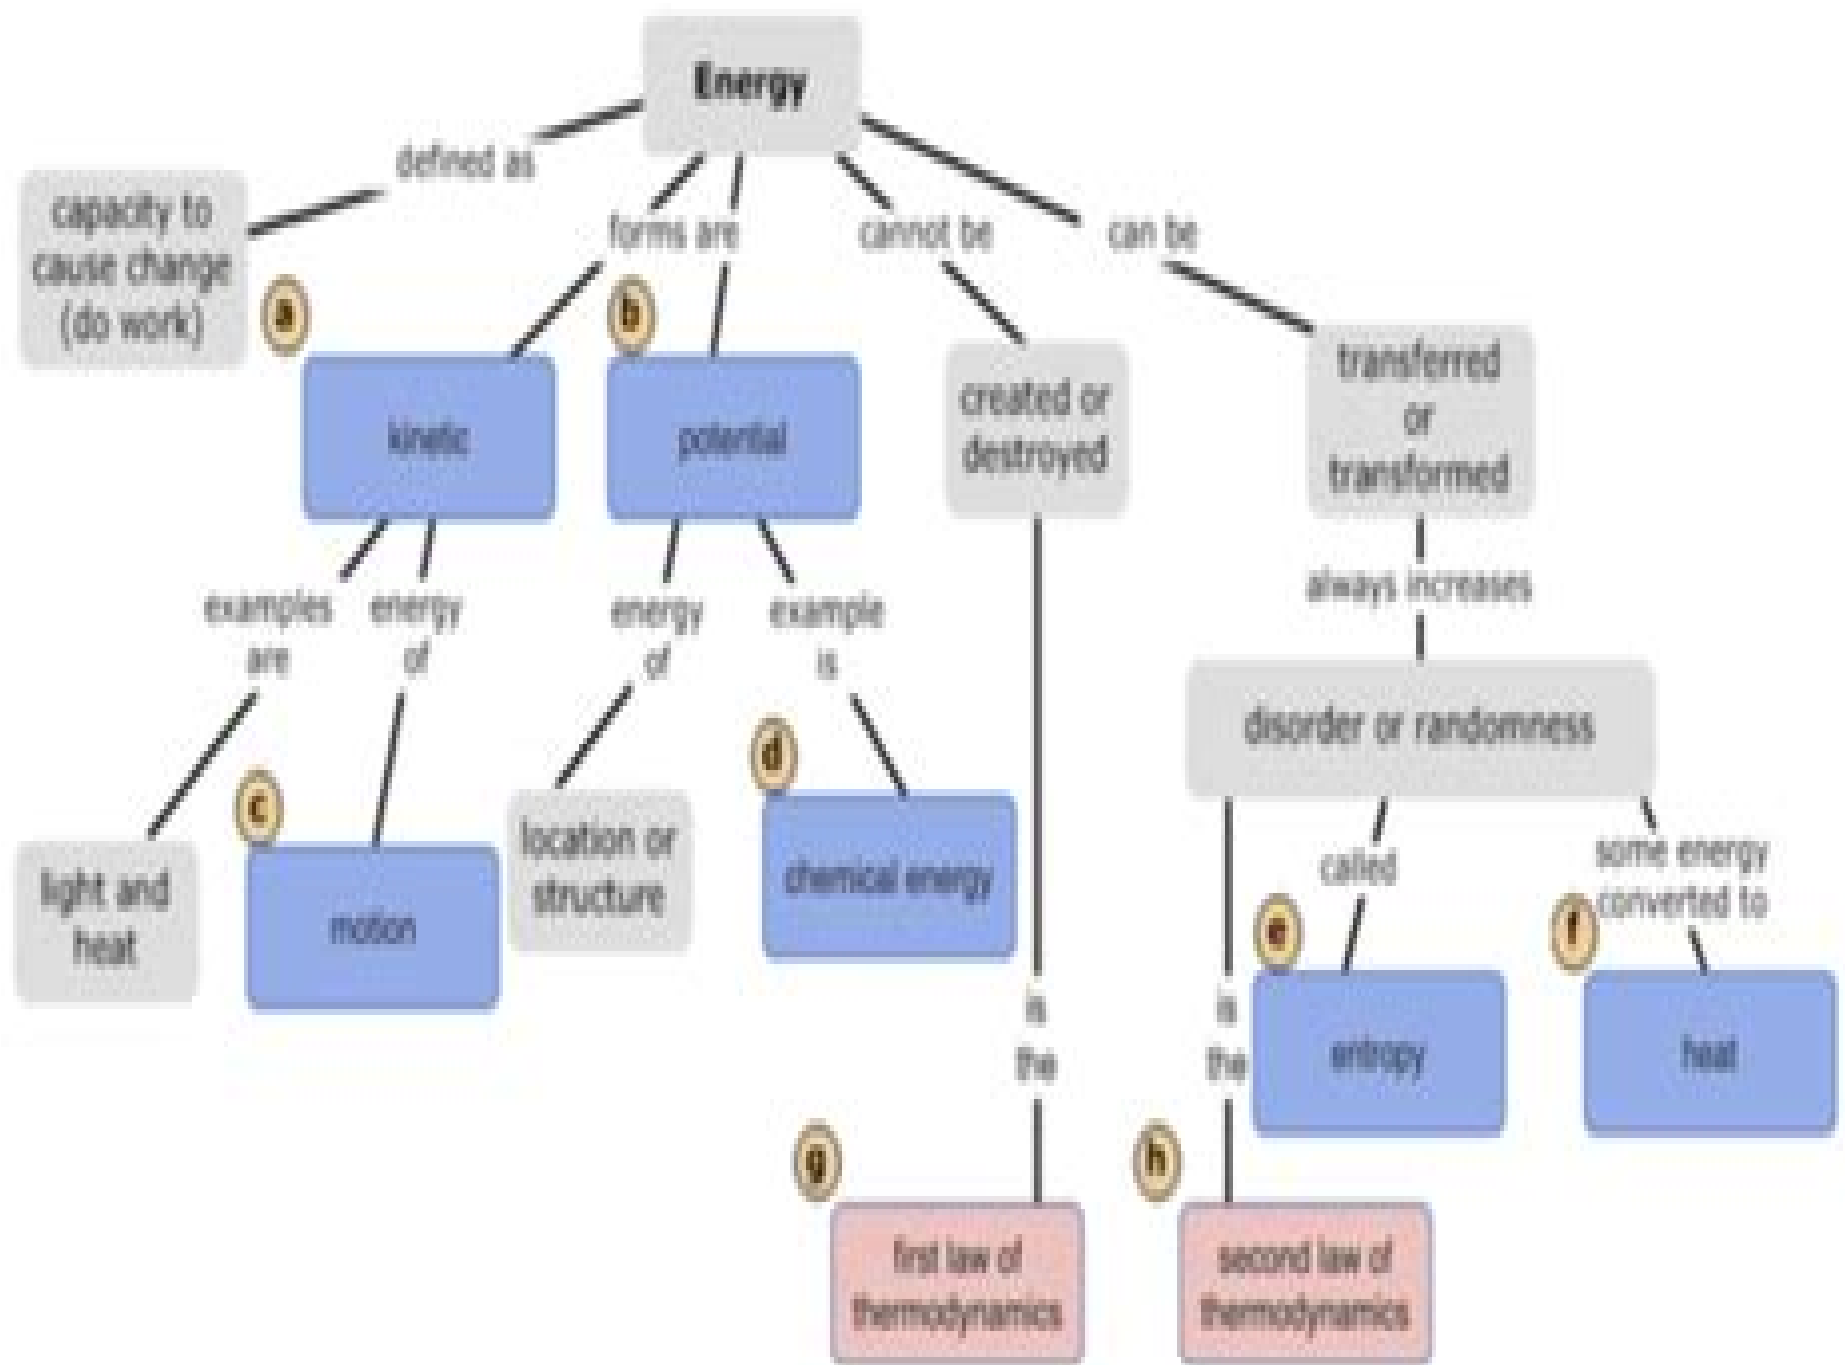 Energy
defined as
capacity to
cause change
(do work)
forms are
cannot be
can be
a
kinetic
b
potential
created or
destroyed
transferred
or
transformed
examples
are
energy
of
energy
of
example
is
always increases
disorder or randomness
light and
heat
c
motion
location or
structure
d
chemical energy
is
the
is
the
called
some energy
converted to
e
entropy
f
heat
g
first law of
thermodynamics
h
second law of
thermodynamics